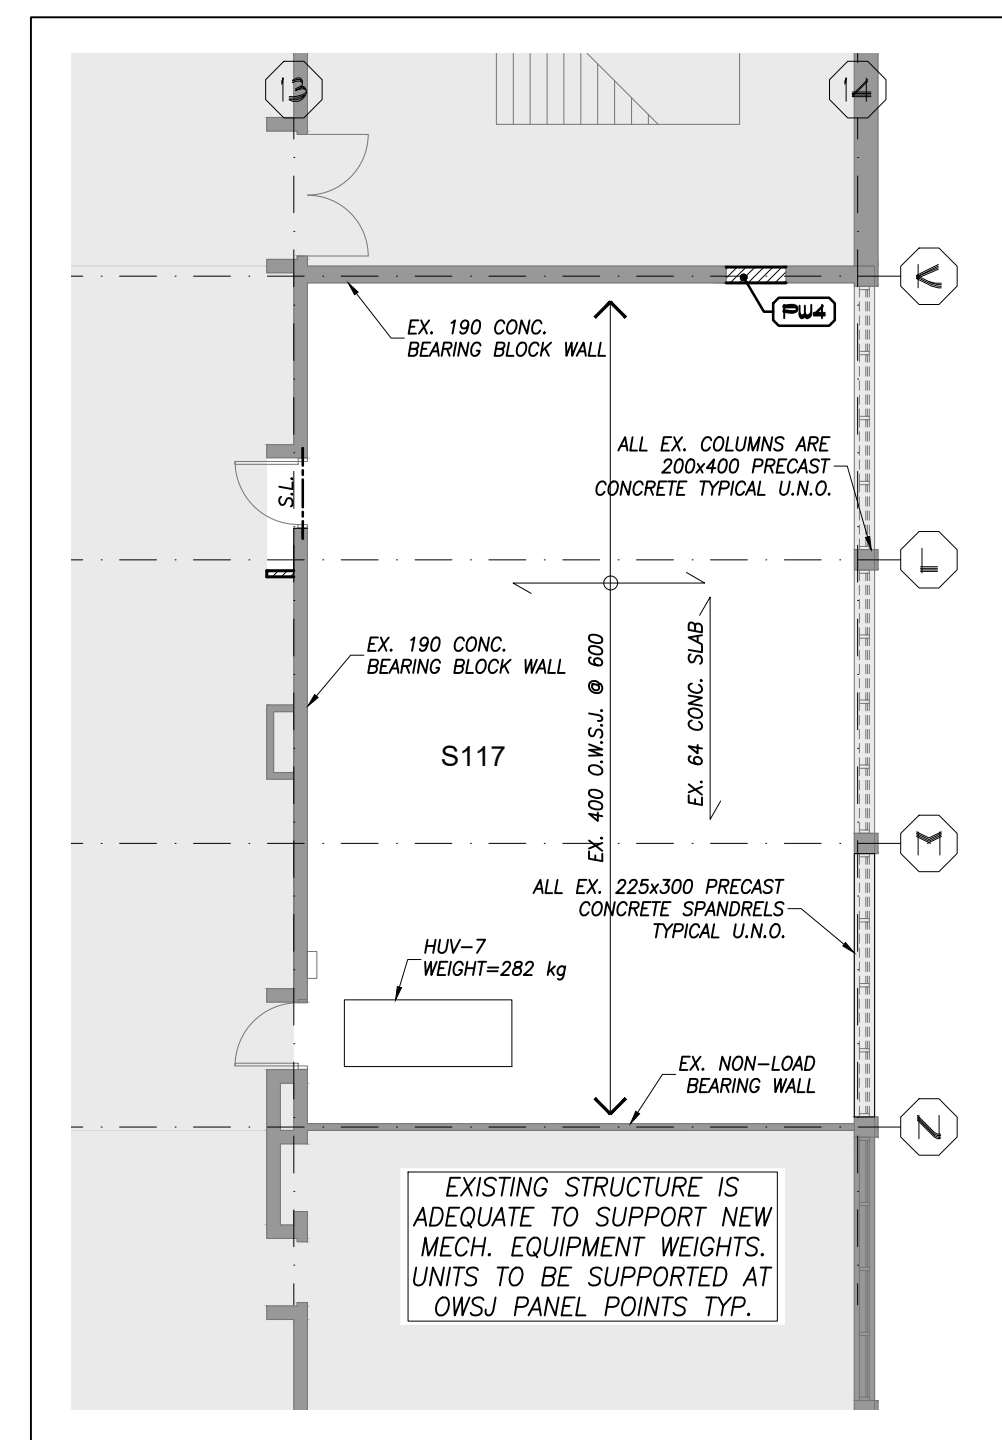 13
14
K
PW4
EX. 190 CONC.
BEARING BLOCK WALL
ALL EX. COLUMNS ARE
200x400 PRECAST
CONCRETE TYPICAL U.N.O.
S.L.
L
EX. 190 CONC.
BEARING BLOCK WALL
EX. 400 O.W.S.J. @ 600
EX. 64 CONC. SLAB
S117
M
ALL EX. 225x300 PRECAST
CONCRETE SPANDRELS
TYPICAL U.N.O.
HUV-7
WEIGHT=282 kg
EX. NON-LOAD
BEARING WALL
N
EXISTING STRUCTURE IS
ADEQUATE TO SUPPORT NEW
MECH. EQUIPMENT WEIGHTS.
UNITS TO BE SUPPORTED AT
OWSJ PANEL POINTS TYP.